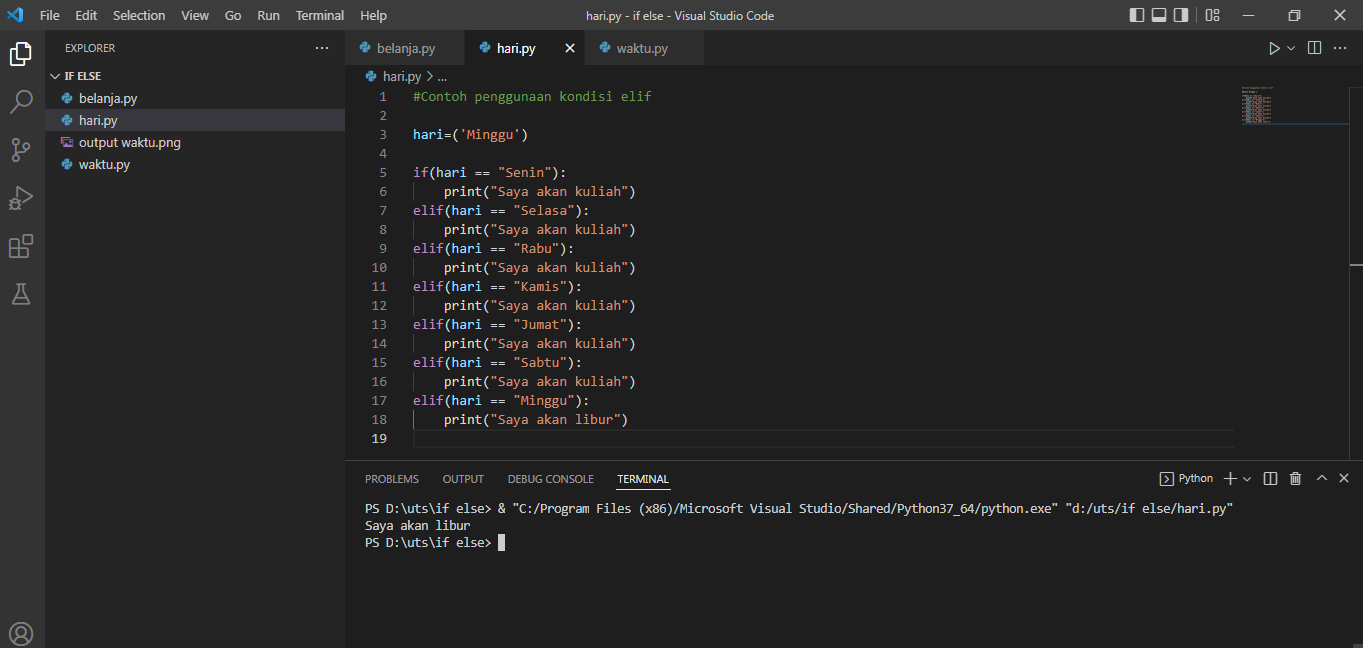 File Edit Selection View Go Run Terminal Help hari.py - if else - Visual Studio Code
EXPLORER
IF ELSE
belanja.py
hari.py
output waktu.png
waktu.py
belanja.py hari.py waktu.py
hari.py > ...
1 #Contoh penggunaan kondisi elif
2
3 hari=('Minggu')
4
5 if(hari == "Senin"):
6 print("Saya akan kuliah")
7 elif(hari == "Selasa"):
8 print("Saya akan kuliah")
9 elif(hari == "Rabu"):
10 print("Saya akan kuliah")
11 elif(hari == "Kamis"):
12 print("Saya akan kuliah")
13 elif(hari == "Jumat"):
14 print("Saya akan kuliah")
15 elif(hari == "Sabtu"):
16 print("Saya akan kuliah")
17 elif(hari == "Minggu"):
18 print("Saya akan libur")
19
PROBLEMS OUTPUT DEBUG CONSOLE TERMINAL Python
PS D:\uts\if else> & "C:/Program Files (x86)/Microsoft Visual Studio/Shared/Python37_64/python.exe" "d:/uts/if else/hari.py"
Saya akan libur
PS D:\uts\if else>